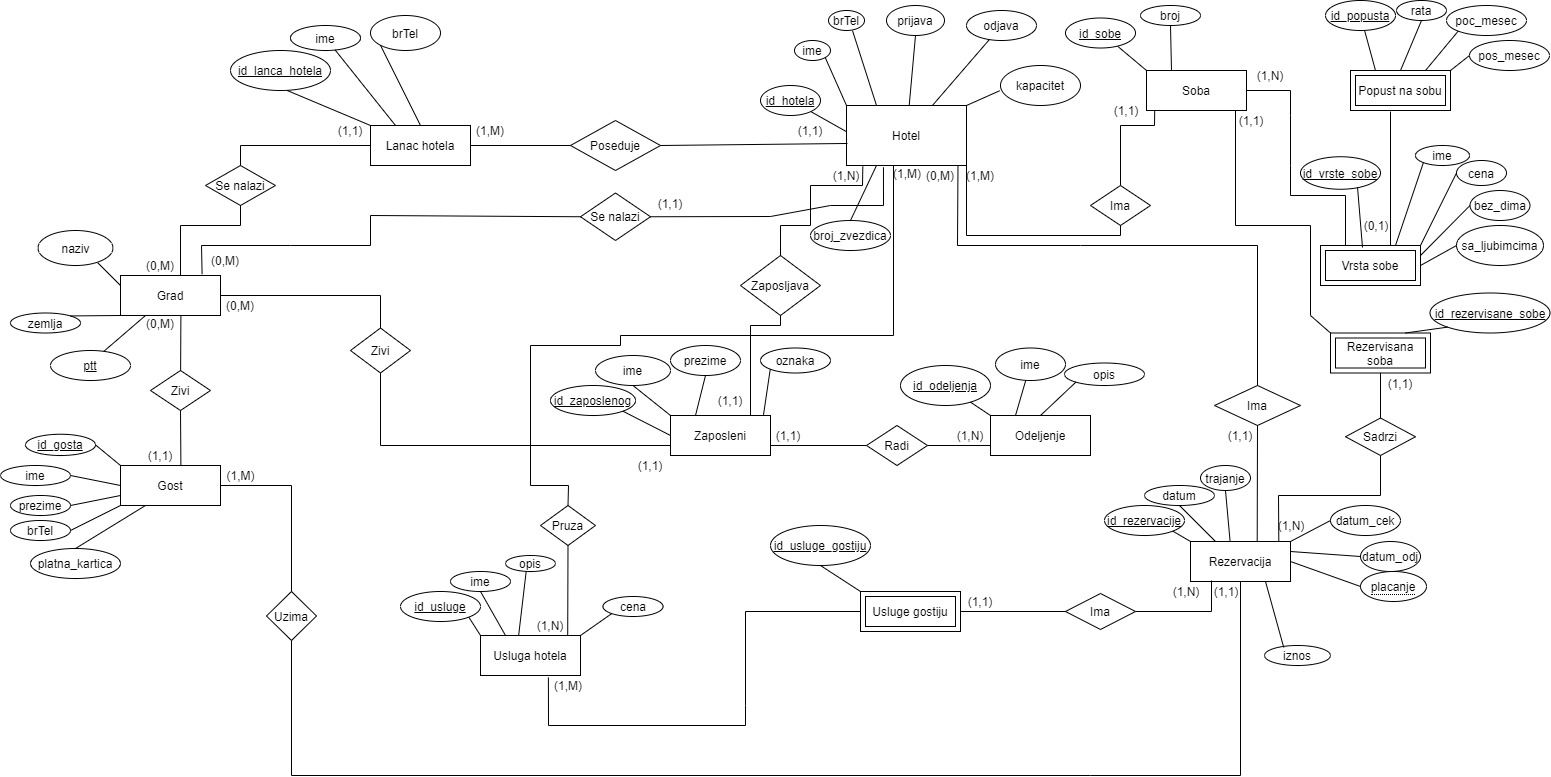 id_popusta
rata
poc_mesec
pos_mesec
Popust na sobu
broj
id_sobe
Soba
(1,N)
(1,1)
(1,1)
brTel
prijava
odjava
ime
kapacitet
id_hotela
Hotel
(1,1)
(1,N)
(1,M)
(0,M)
(1,M)
broj_zvezdica
ime
brTel
id_lanca_hotela
Lanac hotela
(1,1)
(1,M)
Poseduje
Se nalazi
Se nalazi
(1,1)
Ima
id_vrste_sobe
ime
cena
bez_dima
sa_ljubimcima
(0,1)
Vrsta sobe
naziv
(0,M)
(0,M)
Grad
(0,M)
(0,M)
zemlja
ptt
Zaposljava
id_rezervisane_sobe
Rezervisana
soba
(1,1)
Zivi
Zivi
ime
prezime
oznaka
id_zaposlenog
(1,1)
Zaposleni
(1,1)
(1,1)
Radi
(1,N)
id_odeljenja
ime
opis
Odeljenje
Ima
(1,1)
Sadrzi
id_gosta
ime
prezime
brTel
platna_kartica
(1,1)
Gost
(1,M)
trajanje
datum
id_rezervacije
(1,N)
datum_cek
datum_odj
placanje
Rezervacija
(1,N)
(1,1)
iznos
Pruza
id_usluge_gostiju
opis
ime
id_usluge
cena
(1,N)
Usluga hotela
(1,M)
Usluge gostiju
(1,1)
Ima
Uzima